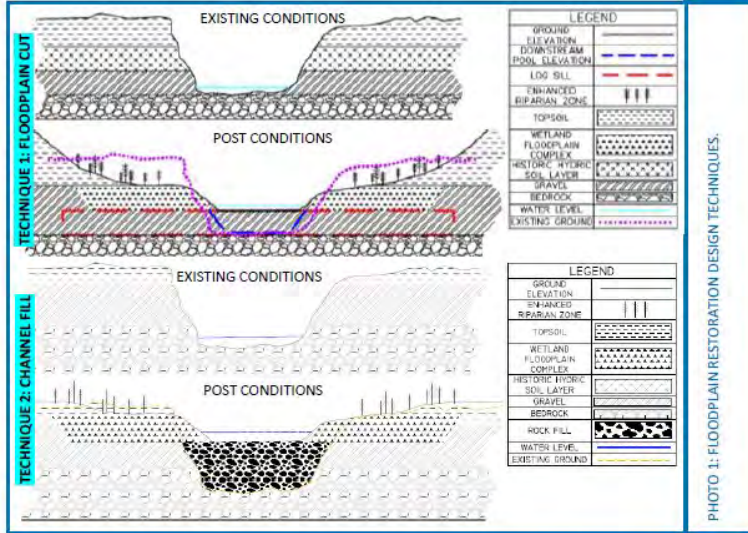 TECHNIQUE 1: FLOODPLAIN CUT
EXISTING CONDITIONS
POST CONDITIONS
LEGEND
GROUND
ELEVATION
DOWNSTREAM
POOL ELEVATION
LOG SILL
ENHANCED
RIPARIAN ZONE
TOPSOIL
WETLAND
FLOODPLAIN
COMPLEX
HISTORIC HYDRIC
SOIL LAYER
GRAVEL
BEDROCK
WATER LEVEL
EXISTING GROUND
TECHNIQUE 2: CHANNEL FILL
EXISTING CONDITIONS
POST CONDITIONS
LEGEND
GROUND
ELEVATION
ENHANCED
RIPARIAN ZONE
TOPSOIL
WETLAND
FLOODPLAIN
COMPLEX
HISTORIC HYDRIC
SOIL LAYER
GRAVEL
BEDROCK
ROCK FILL
WATER LEVEL
EXISTING GROUND
PHOTO 1: FLOODPLAIN RESTORATION DESIGN TECHNIQUES.